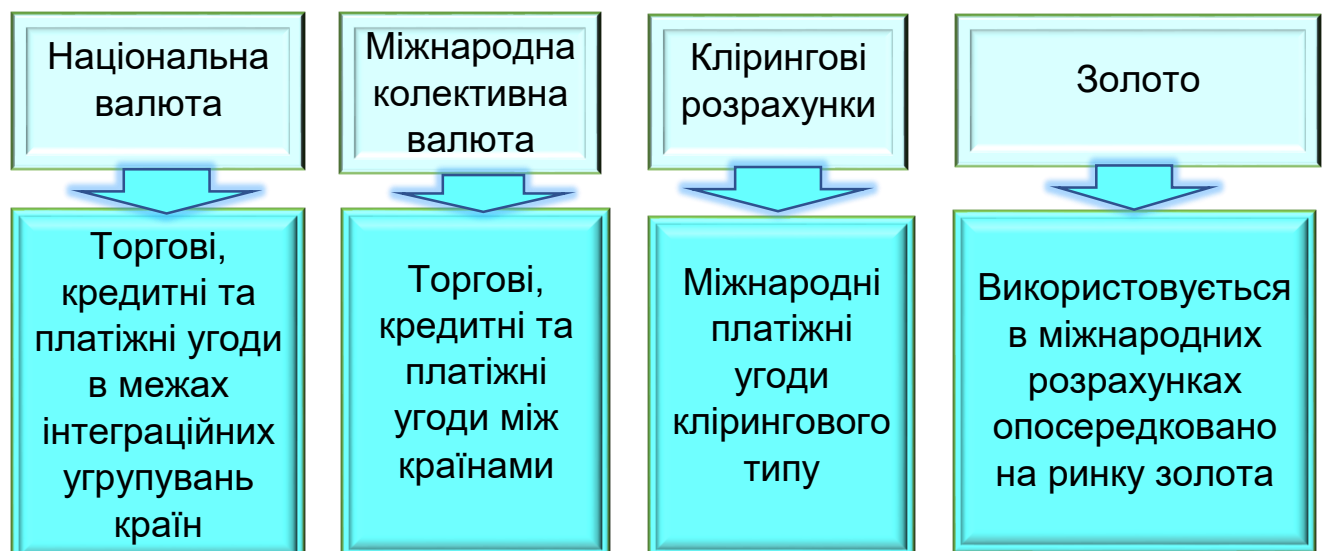 Національна
валюта
Міжнародна
колективна
валюта
Клірингові
розрахунки
Золото
Торгові,
кредитні та
платіжні угоди
в межах
інтеграційних
угрупувань
країн
Торгові,
кредитні та
платіжні
угоди між
країнами
Міжнародні
платіжні
угоди
клірингового
типу
Використовується
в міжнародних
розрахунках
опосередковано
на ринку золота